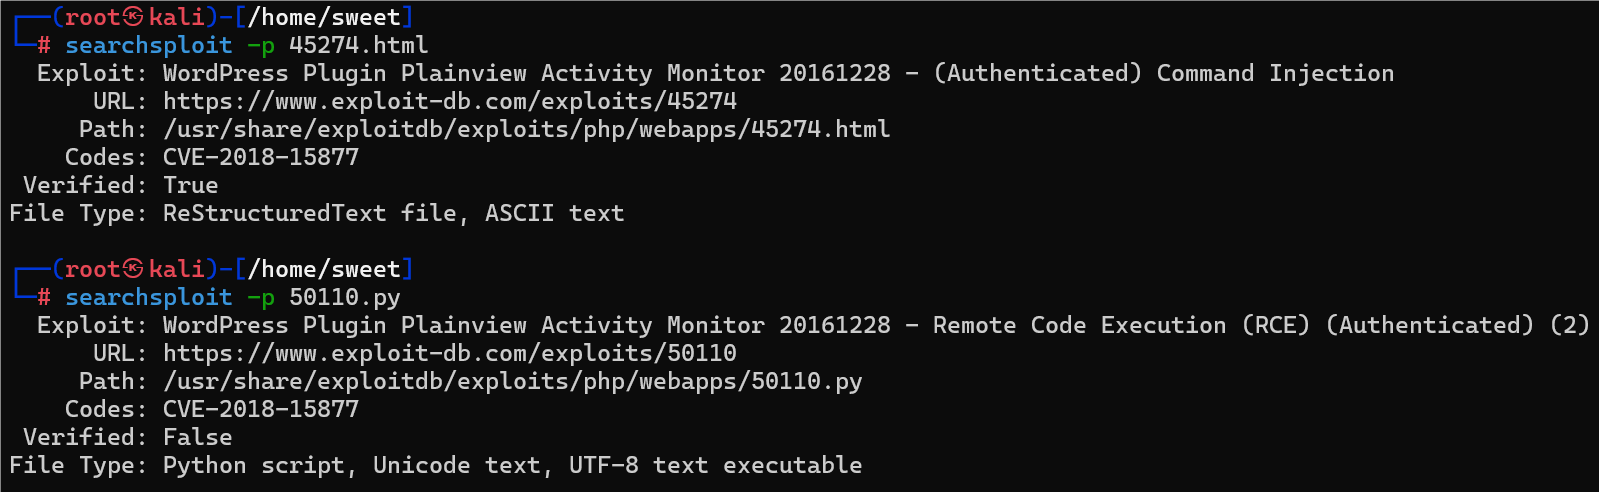 ┌──(root㉿kali)-[/home/sweet]
└─# searchsploit -p 45274.html
  Exploit: WordPress Plugin Plainview Activity Monitor 20161228 - (Authenticated) Command Injection
      URL: https://www.exploit-db.com/exploits/45274
     Path: /usr/share/exploitdb/exploits/php/webapps/45274.html
    Codes: CVE-2018-15877
 Verified: True
File Type: ReStructuredText file, ASCII text
┌──(root㉿kali)-[/home/sweet]
└─# searchsploit -p 50110.py
  Exploit: WordPress Plugin Plainview Activity Monitor 20161228 - Remote Code Execution (RCE) (Authenticated) (2)
      URL: https://www.exploit-db.com/exploits/50110
     Path: /usr/share/exploitdb/exploits/php/webapps/50110.py
    Codes: CVE-2018-15877
 Verified: False
File Type: Python script, Unicode text, UTF-8 text executable